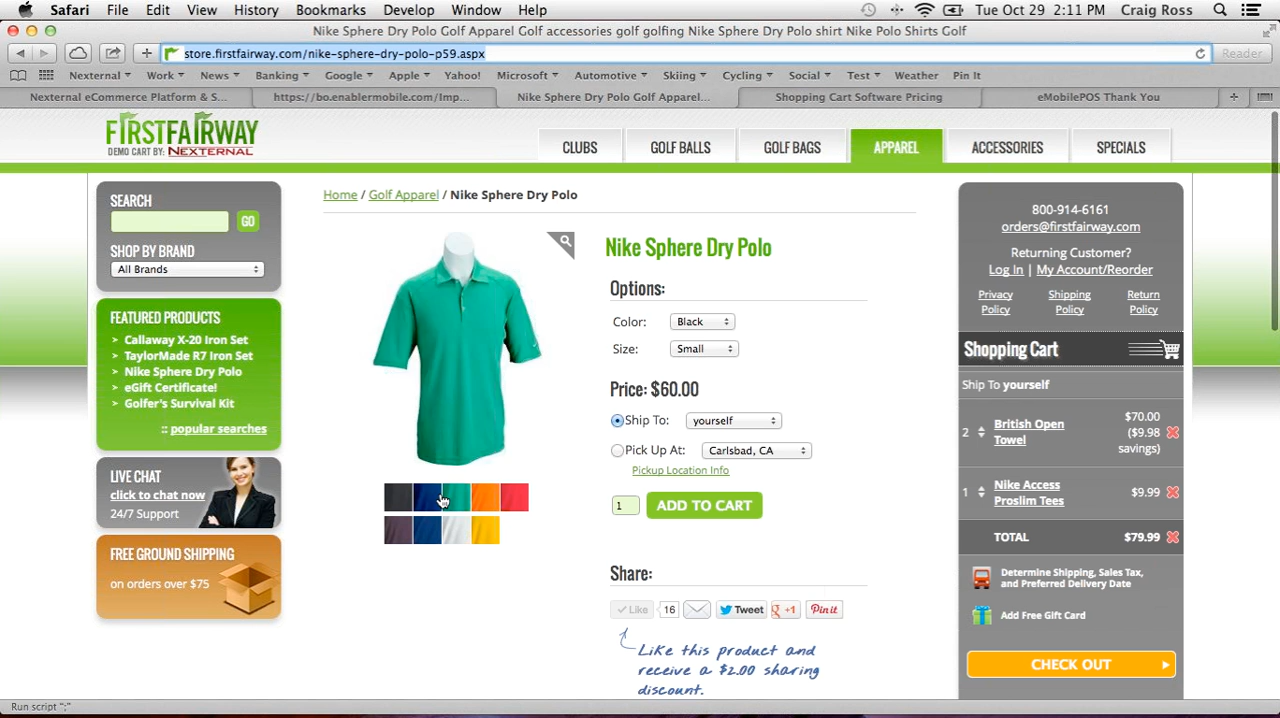 Safari File Edit View History Bookmarks Develop Window Help Tue Oct 29 2:11 PM Craig Ross
Nike Sphere Dry Polo Golf Apparel Golf accessories golf golfing Nike Sphere Dry Polo shirt Nike Polo Shirts Golf
store.firstfairway.com/nike-sphere-dry-polo-p59.aspx Reader
Nexternal Work News Banking Google Apple Yahoo! Microsoft Automotive Skiing Cycling Social Test Weather Pin It
Nexternal eCommerce Platform & S... https://bo.enablermobile.com/Imp... Nike Sphere Dry Polo Golf Apparel... Shopping Cart Software Pricing eMobilePOS Thank You
FIRSTFAIRWAY
DEMO CART BY: NEXTERNAL
CLUBS GOLF BALLS GOLF BAGS APPAREL ACCESSORIES SPECIALS
SEARCH
GO
SHOP BY BRAND
All Brands
FEATURED PRODUCTS
> Callaway X-20 Iron Set
> TaylorMade R7 Iron Set
> Nike Sphere Dry Polo
> eGift Certificate!
> Golfer's Survival Kit
:: popular searches
LIVE CHAT
click to chat now
24/7 Support
FREE GROUND SHIPPING
on orders over $75
Home / Golf Apparel / Nike Sphere Dry Polo
Nike Sphere Dry Polo
Options:
Color: Black
Size: Small
Price: $60.00
Ship To: yourself
Pick Up At: Carlsbad, CA
Pickup Location Info
1 ADD TO CART
Share:
Like 16 Tweet +1 Pin it
Like this product and
receive a $2.00 sharing
discount.
800-914-6161
orders@firstfairway.com
Returning Customer?
Log In | My Account/Reorder
Privacy Policy
Shipping Policy
Return Policy
Shopping Cart
Ship To yourself
2 British Open Towel $70.00 ($9.98 savings)
1 Nike Access Proslim Tees $9.99
TOTAL $79.99
Determine Shipping, Sales Tax,
and Preferred Delivery Date
Add Free Gift Card
CHECK OUT
Run script ";"